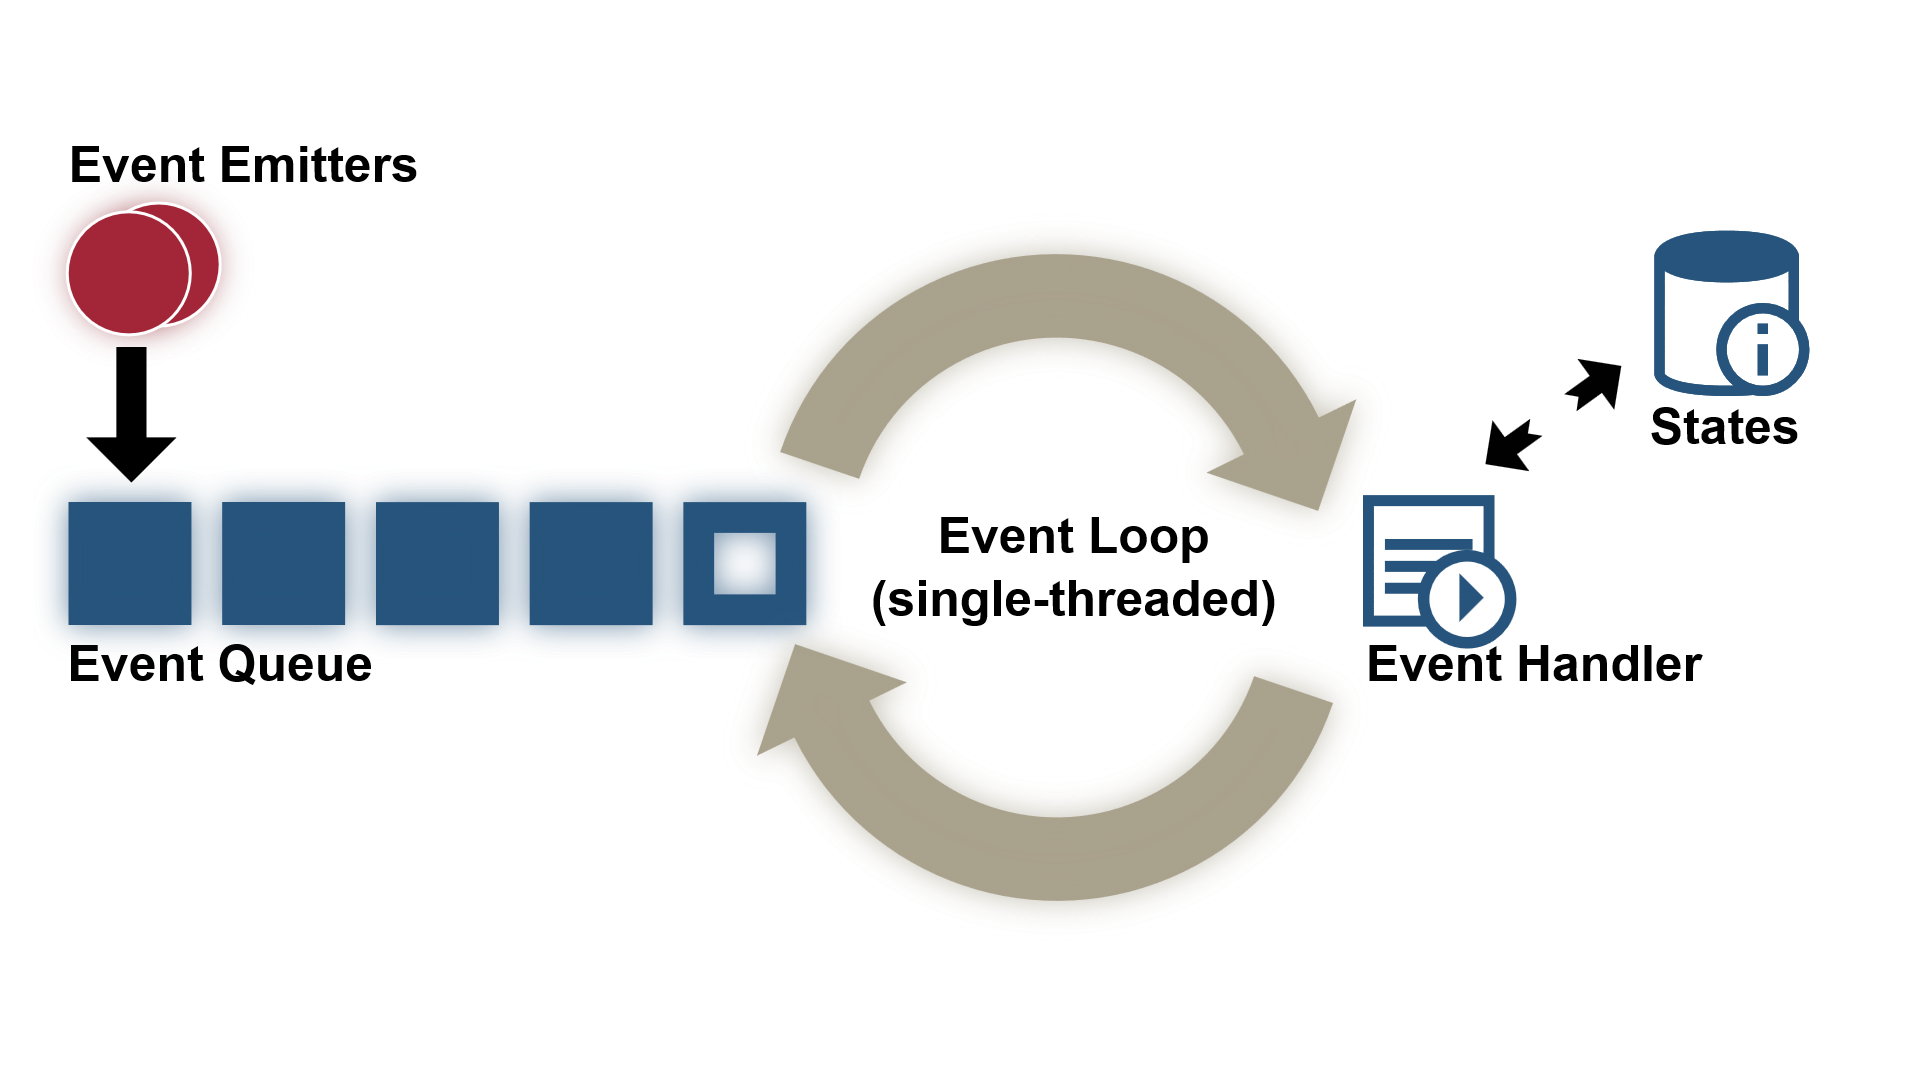 Event Emitters
States
Event Loop
(single-threaded)
Event Queue
Event Handler